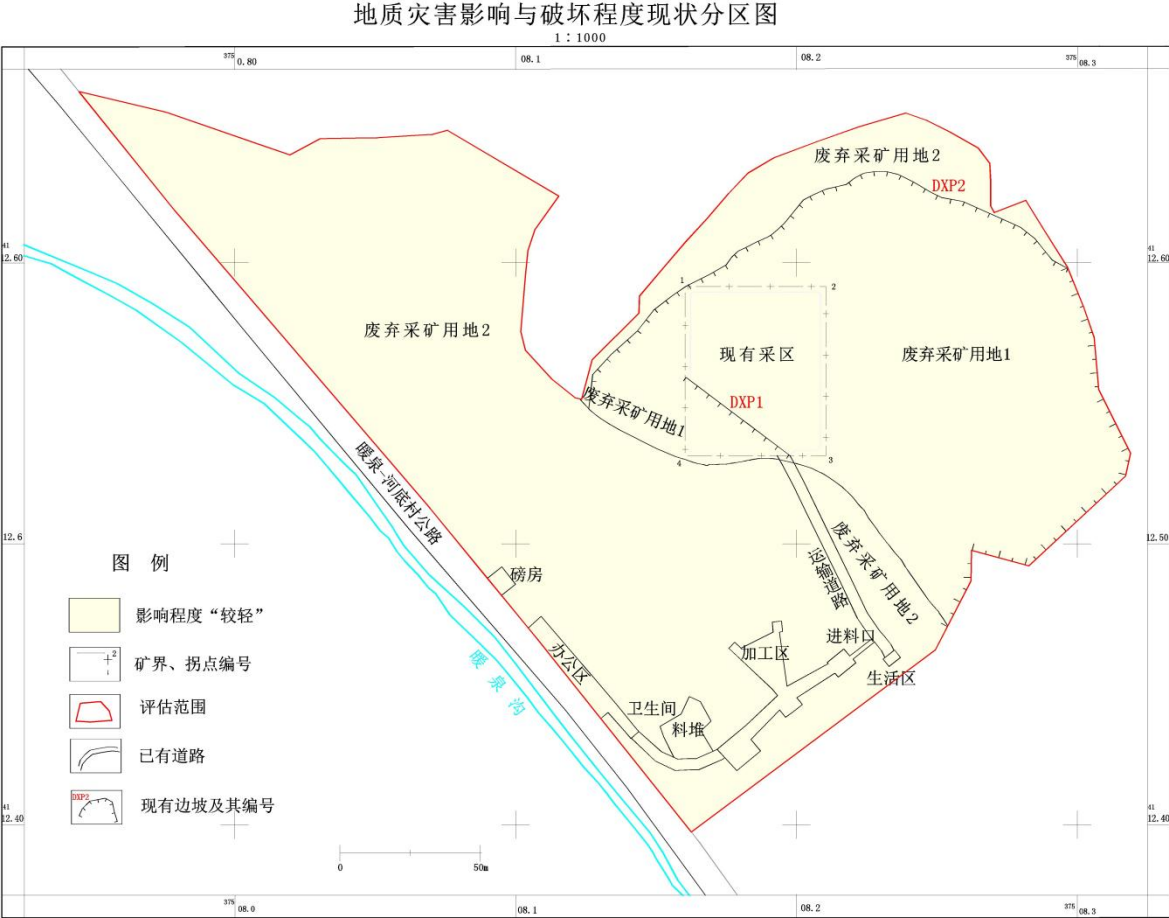 地质灾害影响与破坏程度现状分区图
1：1000
375 0.80
08.1
08.2
375 08.3
废弃采矿用地2
DXP2
41
12.60
41
12.60
1
2
废弃采矿用地2
现有采区
废弃采矿用地1
DXP1
废弃采矿用地1
4
3
暖泉-河底村公路
12.6
12.50
废弃采矿用地2
运输道路
图 例
磅房
影响程度“较轻”
进料口
加工区
办公区
生活区
2
矿界、拐点编号
暖泉沟
评估范围
卫生间
料堆
已有道路
DXP2
现有边坡及其编号
41
12.40
41
12.40
0
50m
375 08.0
08.1
08.2
375 08.3